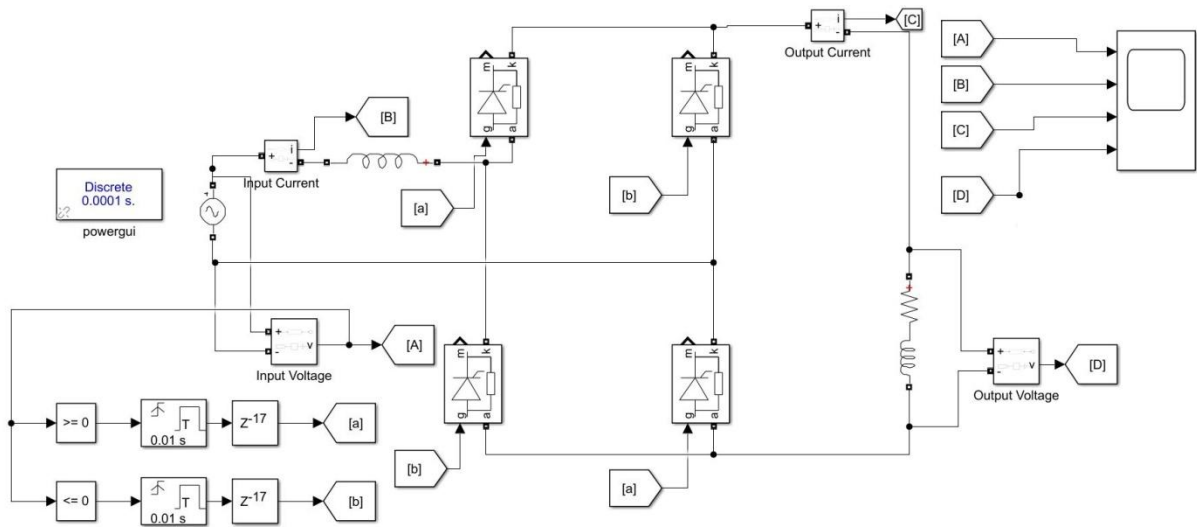 i
[C]
+
-
Output Current
[A]
[B]
[C]
[D]
m
k
g
a
m
k
g
a
[B]
i
+
-
Input Current
Discrete
0.0001 s.
powergui
[a]
[b]
+
-
v
Input Voltage
[A]
m
k
g
a
m
k
g
a
+
-
v
Output Voltage
[D]
>= 0
T
0.01 s
Z-17
[a]
[b]
[a]
<= 0
T
0.01 s
Z-17
[b]